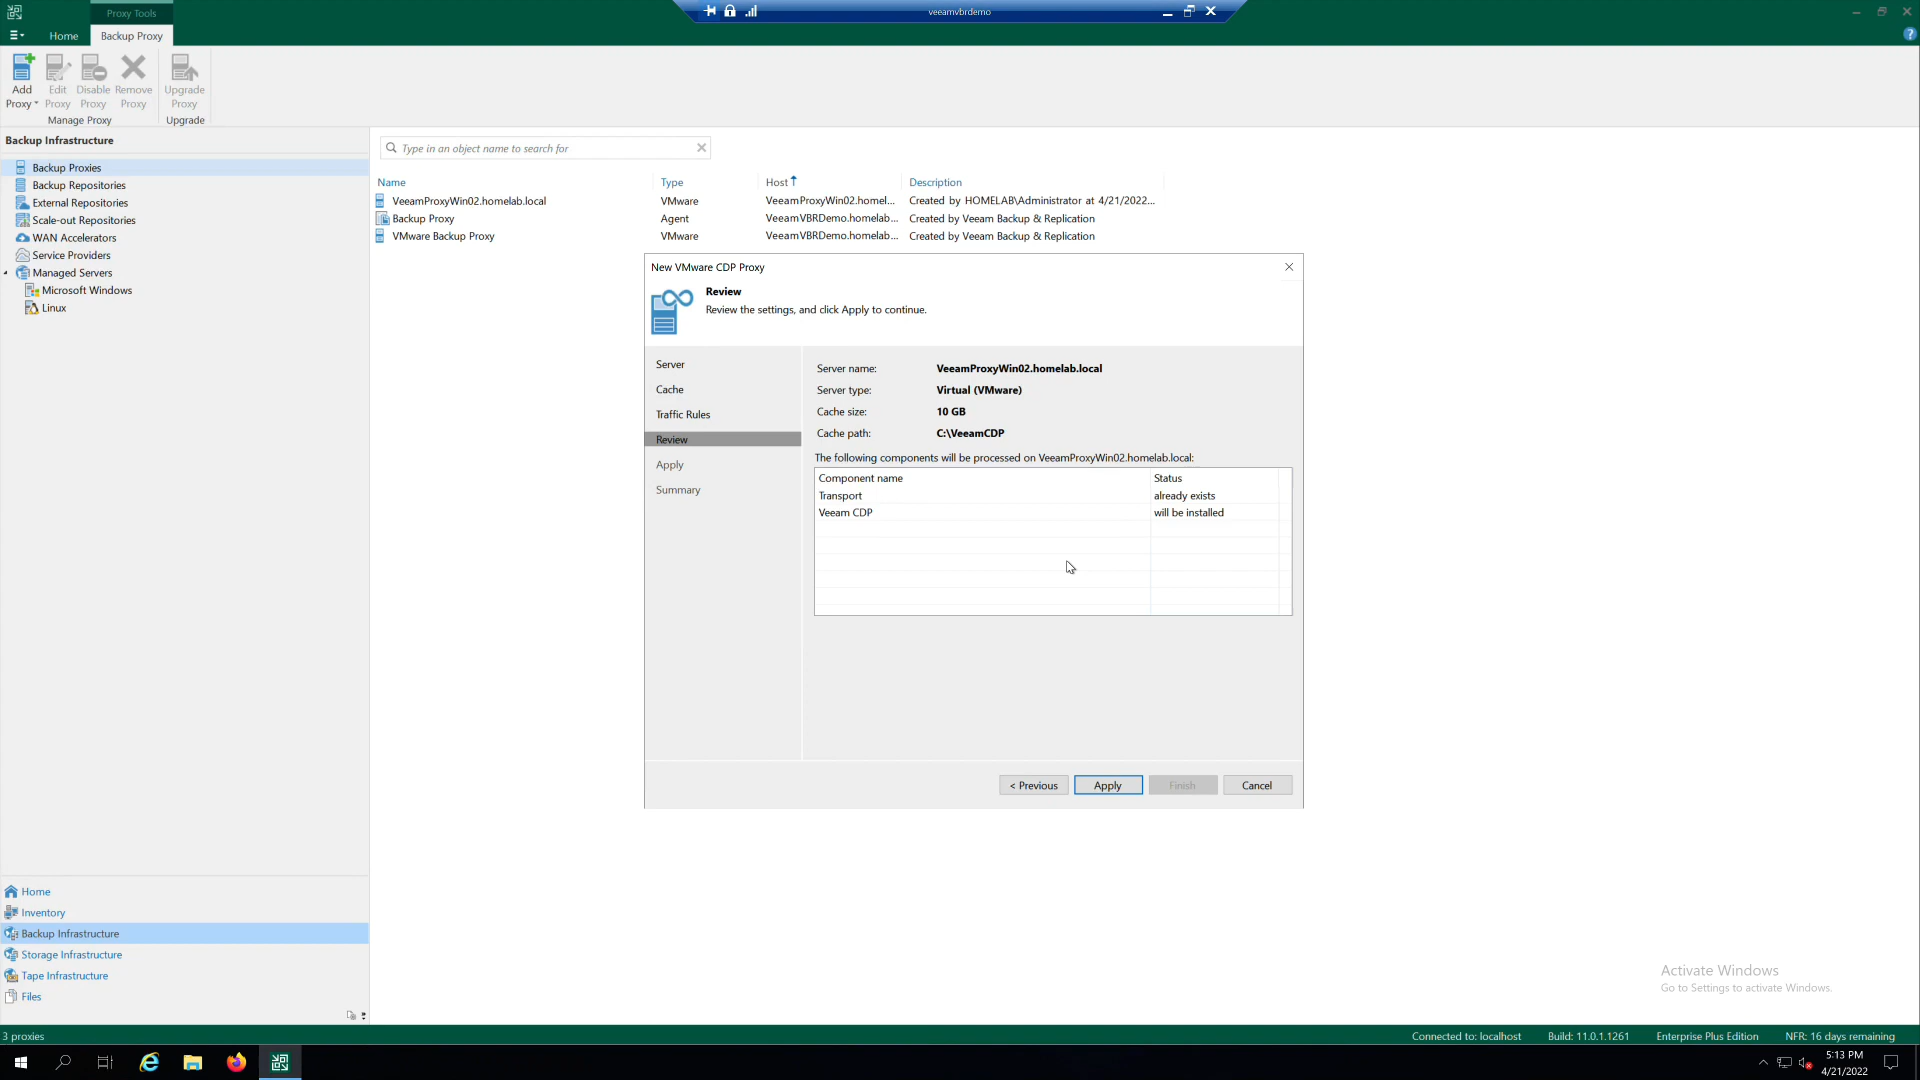 Proxy Tools
veeamvbrdemo
Home
Backup Proxy
Add Proxy
Edit Proxy
Disable Proxy
Remove Proxy
Upgrade Proxy
Manage Proxy
Upgrade
Backup Infrastructure
Backup Proxies
Backup Repositories
External Repositories
Scale-out Repositories
WAN Accelerators
Service Providers
Managed Servers
Microsoft Windows
Linux
Type in an object name to search for
Name Type Host Description
VeeamProxyWin02.homelab.local VMware VeeamProxyWin02.homel... Created by HOMELAB\Administrator at 4/21/2022...
Backup Proxy Agent VeeamVBRDemo.homelab... Created by Veeam Backup & Replication
VMware Backup Proxy VMware VeeamVBRDemo.homelab... Created by Veeam Backup & Replication
New VMware CDP Proxy
Review
Review the settings, and click Apply to continue.
Server
Cache
Traffic Rules
Review
Apply
Summary
Server name: VeeamProxyWin02.homelab.local
Server type: Virtual (VMware)
Cache size: 10 GB
Cache path: C:\VeeamCDP
The following components will be processed on VeeamProxyWin02.homelab.local:
Component name Status
Transport already exists
Veeam CDP will be installed
< Previous Apply Finish Cancel
Home
Inventory
Backup Infrastructure
Storage Infrastructure
Tape Infrastructure
Files
Activate Windows
Go to Settings to activate Windows.
3 proxies
Connected to: localhost Build: 11.0.1.1261 Enterprise Plus Edition NFR: 16 days remaining
5:13 PM
4/21/2022